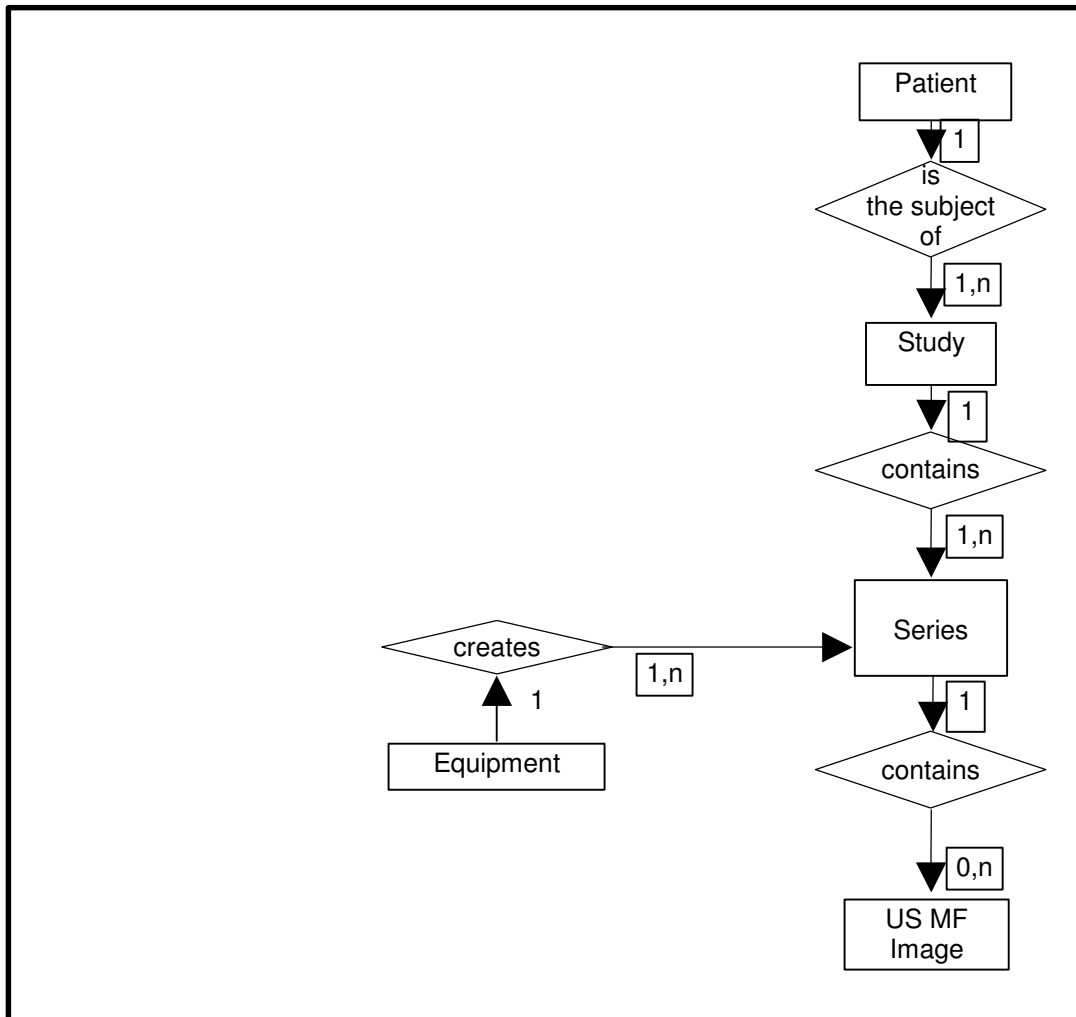 Patient
1
is
the subject
of
1,n
Study
1
contains
1,n
Series
creates
1,n
1
1
Equipment
contains
0,n
US MF
Image